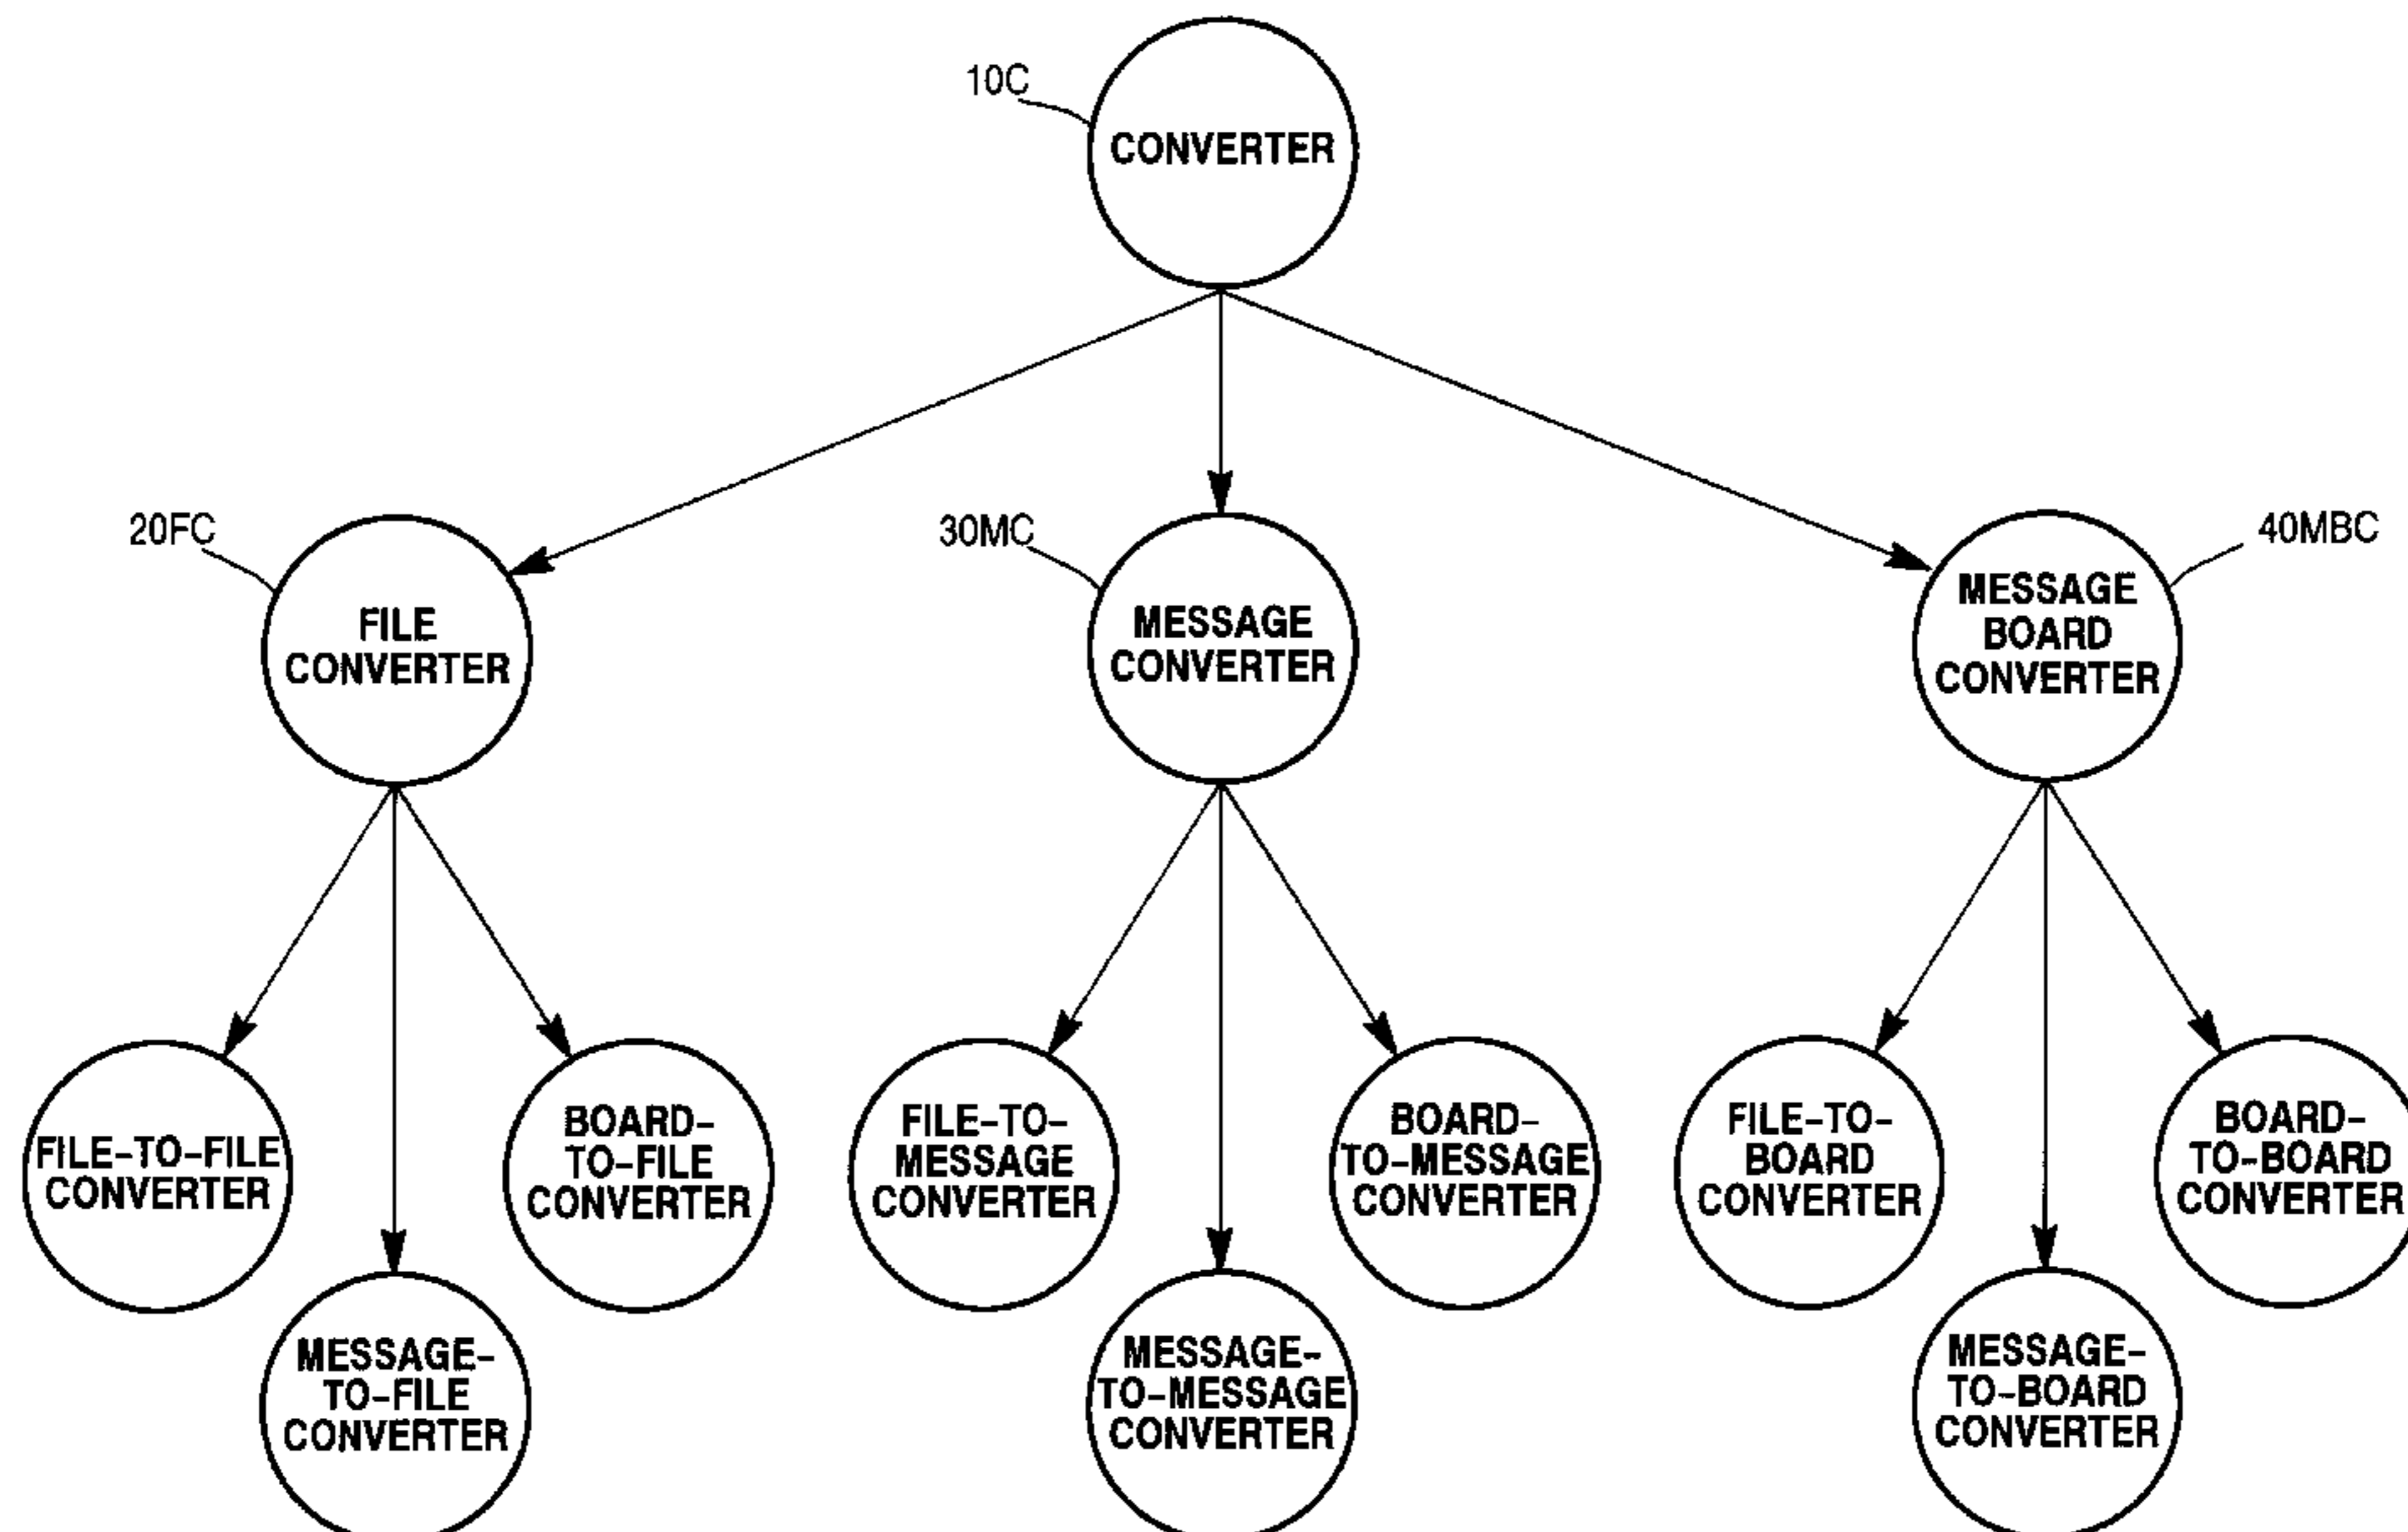 10C
CONVERTER
20FC
FILE
CONVERTER
30MC
MESSAGE
CONVERTER
40MBC
MESSAGE
BOARD
CONVERTER
FILE-TO-FILE
CONVERTER
MESSAGE-
TO-FILE
CONVERTER
BOARD-
TO-FILE
CONVERTER
FILE-TO-
MESSAGE
CONVERTER
MESSAGE-
TO-MESSAGE
CONVERTER
BOARD-
TO-MESSAGE
CONVERTER
FILE-TO-
BOARD
CONVERTER
MESSAGE-
TO-BOARD
CONVERTER
BOARD-
TO-BOARD
CONVERTER